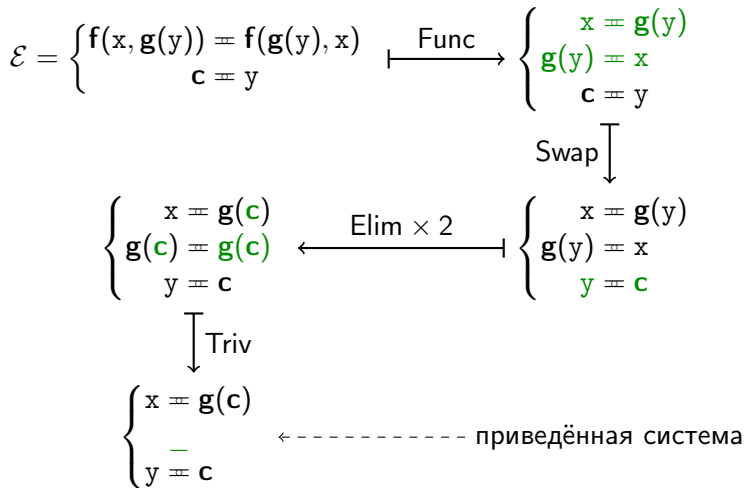 ℰ = { f(x, g(y)) = f(g(y), x)
c = y
Func
x = g(y)
g(y) = x
c = y
Swap
x = g(y)
g(y) = x
y = c
Elim × 2
x = g(c)
g(c) = g(c)
y = c
Triv
x = g(c)
–
y = c
приведённая система